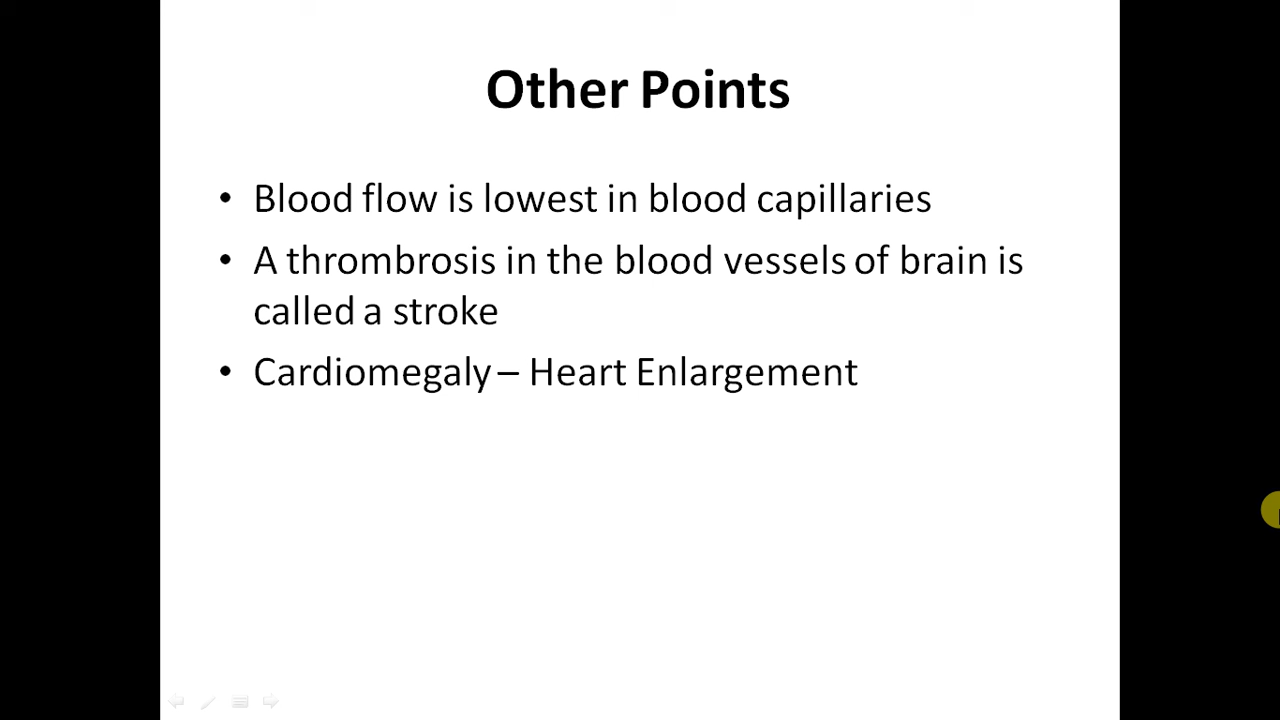 Other Points
• Blood flow is lowest in blood capillaries
• A thrombrosis in the blood vessels of brain is
called a stroke
• Cardiomegaly – Heart Enlargement